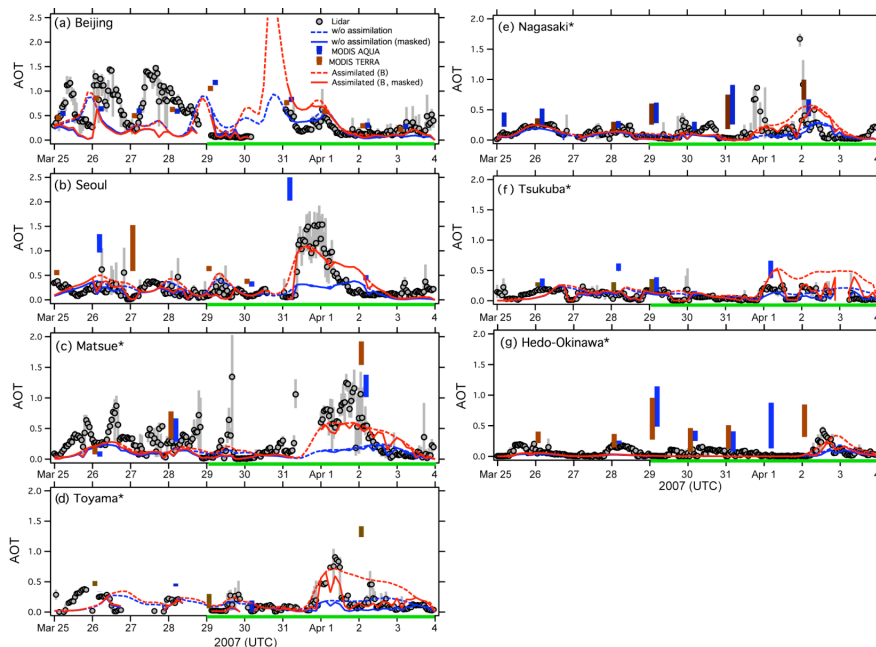 (a) Beijing
Lidar
w/o assimilation
w/o assimilation (masked)
MODIS AQUA
MODIS TERRA
Assimilated (B)
Assimilated (B , masked)
AOT
2.5
2.0
1.5
1.0
0.5
0.0
Mar 25 26 27 28 29 30 31 Apr 1 2 3 4
(b) Seoul
AOT
2.5
2.0
1.5
1.0
0.5
0.0
Mar 25 26 27 28 29 30 31 Apr 1 2 3 4
(c) Matsue*
AOT
2.0
1.5
1.0
0.5
0.0
Mar 25 26 27 28 29 30 31 Apr 1 2 3 4
(d) Toyama*
AOT
2.0
1.5
1.0
0.5
0.0
Mar 25 26 27 28 29 30 31 Apr 1 2 3 4
2007 (UTC)
(e) Nagasaki*
AOT
2.0
1.5
1.0
0.5
0.0
Mar 25 26 27 28 29 30 31 Apr 1 2 3 4
(f) Tsukuba*
AOT
2.0
1.5
1.0
0.5
0.0
Mar 25 26 27 28 29 30 31 Apr 1 2 3 4
(g) Hedo-Okinawa*
AOT
2.0
1.5
1.0
0.5
0.0
Mar 25 26 27 28 29 30 31 Apr 1 2 3 4
2007 (UTC)